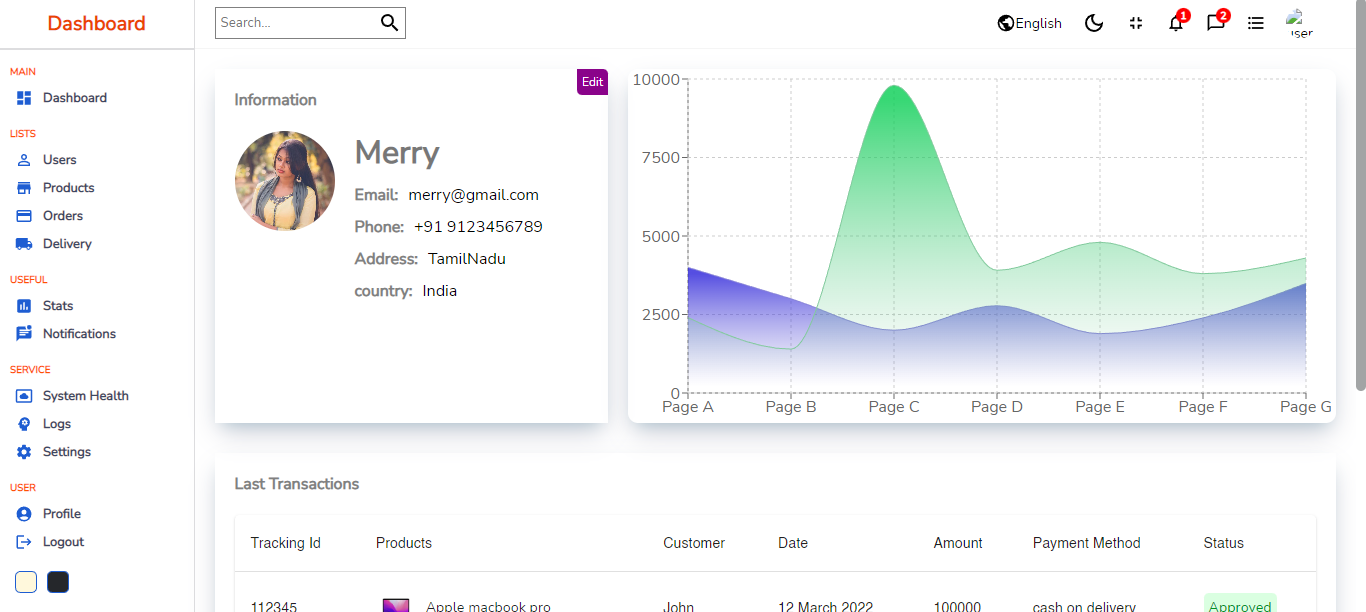 Dashboard
Search...
English
1
2
user
MAIN
Dashboard
LISTS
Users
Products
Orders
Delivery
USEFUL
Stats
Notifications
SERVICE
System Health
Logs
Settings
USER
Profile
Logout
Edit
Information
Merry
Email: merry@gmail.com
Phone: +91 9123456789
Address: TamilNadu
country: India
10000
7500
5000
2500
0
Page A Page B Page C Page D Page E Page F Page G
Last Transactions
Tracking Id Products Customer Date Amount Payment Method Status
112345 Apple macbook pro John 12 March 2022 100000 cash on delivery Approved